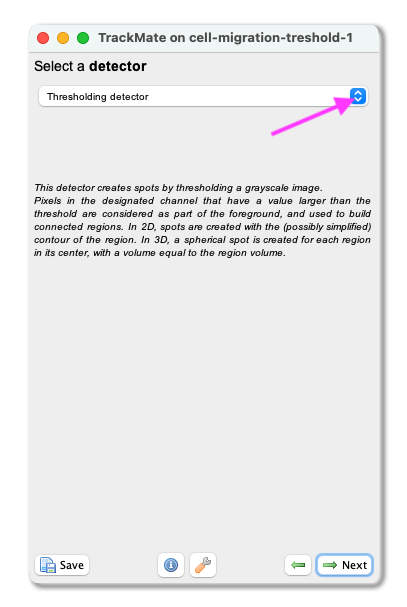 TrackMate on cell-migration-treshold-1
Select a detector
Thresholding detector
This detector creates spots by thresholding a grayscale image.
Pixels in the designated channel that have a value larger than the
threshold are considered as part of the foreground, and used to build
connected regions. In 2D, spots are created with the (possibly simplified)
contour of the region. In 3D, a spherical spot is created for each region
in its center, with a volume equal to the region volume.
Save
Next